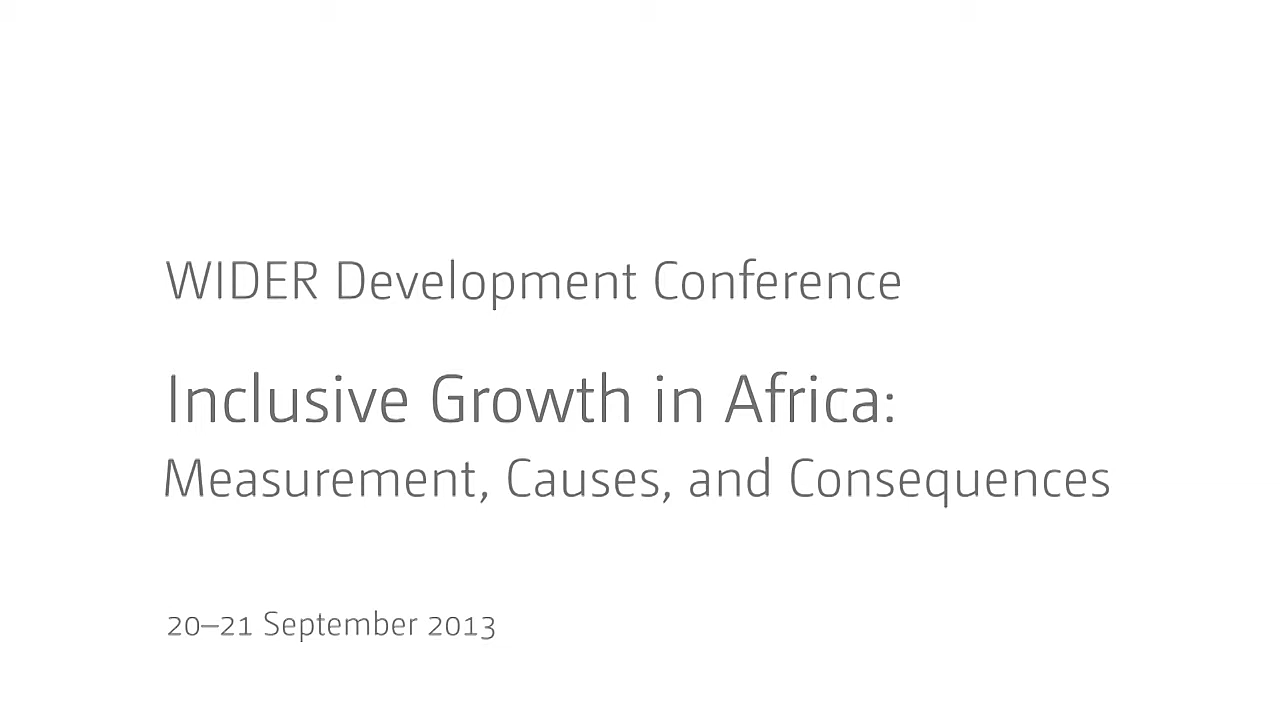 WIDER Development Conference
Inclusive Growth in Africa:
Measurement, Causes, and Consequences
20–21 September 2013